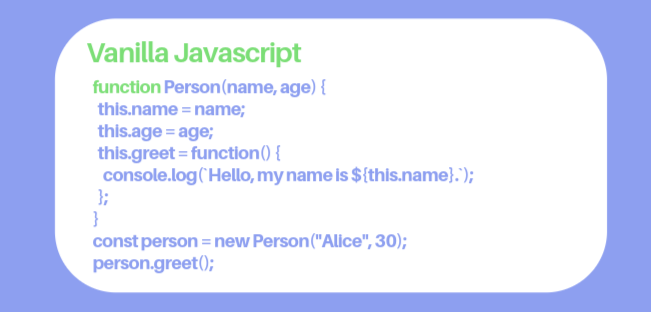 Vanilla Javascript
function Person(name, age) {
this.name = name;
this.age = age;
this.greet = function() {
console.log(`Hello, my name is ${this.name}.`);
};
}
const person = new Person("Alice", 30);
person.greet();